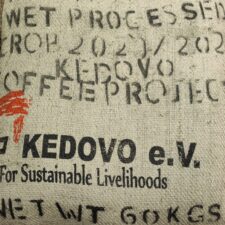 WET PROCESSED
CROP 2020/202
KEDOVO
COFFEE PROJECT
KEDOVO e.V.
For Sustainable Livelihoods
NET WT 60KGS